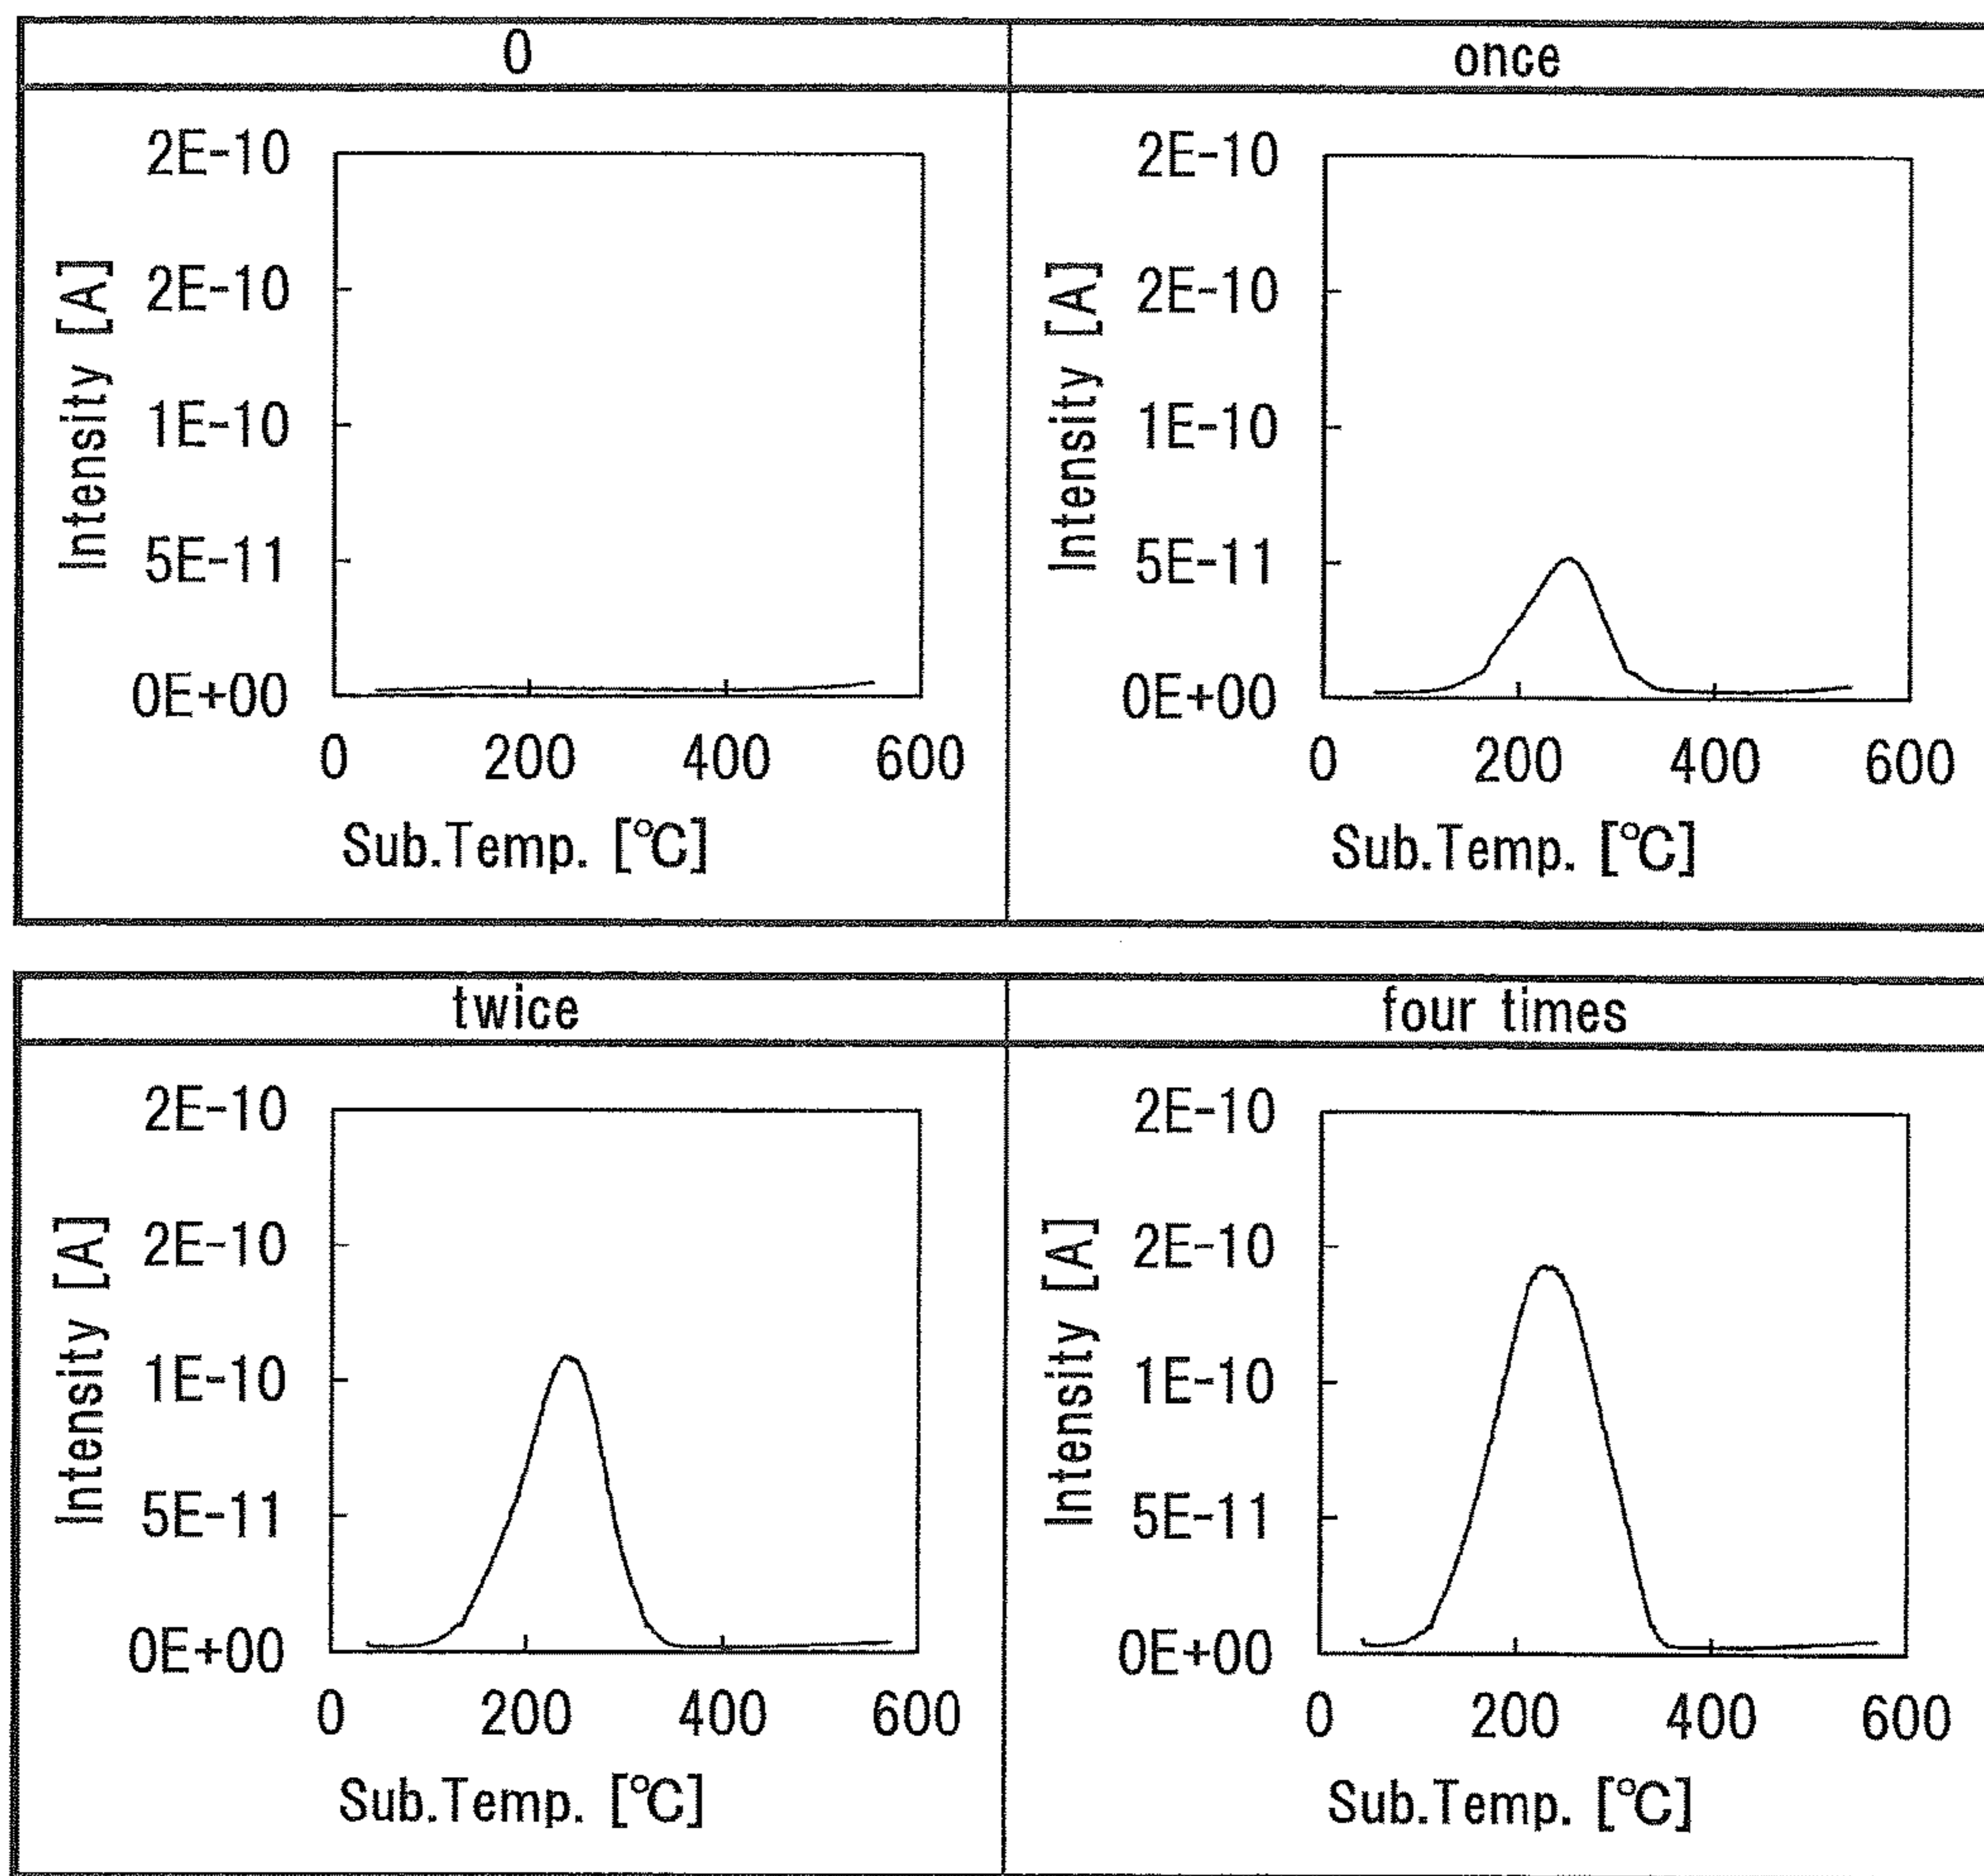 0
2E-10
2E-10
1E-10
5E-11
0E+00
Intensity [A]
0 200 400 600
Sub.Temp. [℃]
once
2E-10
2E-10
1E-10
5E-11
0E+00
Intensity [A]
0 200 400 600
Sub.Temp. [℃]
twice
2E-10
2E-10
1E-10
5E-11
0E+00
Intensity [A]
0 200 400 600
Sub.Temp. [℃]
four times
2E-10
2E-10
1E-10
5E-11
0E+00
Intensity [A]
0 200 400 600
Sub.Temp. [℃]